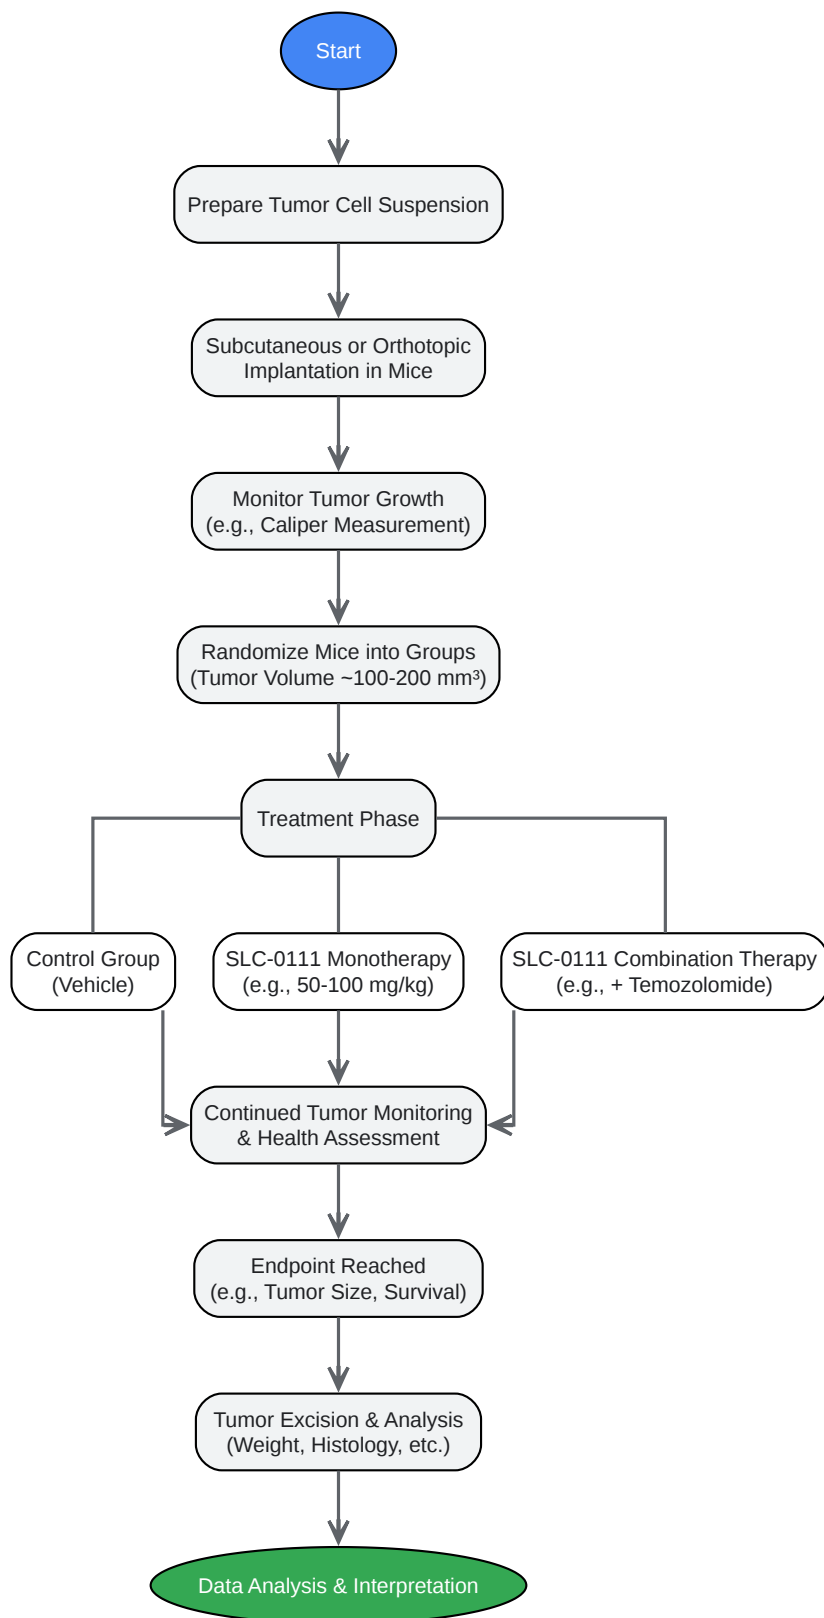 Start
Prepare Tumor Cell Suspension
Subcutaneous or Orthotopic
Implantation in Mice
Monitor Tumor Growth
(e.g., Caliper Measurement)
Randomize Mice into Groups
(Tumor Volume ~100-200 mm³)
Treatment Phase
Control Group
(Vehicle)
SLC-0111 Monotherapy
(e.g., 50-100 mg/kg)
SLC-0111 Combination Therapy
(e.g., + Temozolomide)
Continued Tumor Monitoring
& Health Assessment
Endpoint Reached
(e.g., Tumor Size, Survival)
Tumor Excision & Analysis
(Weight, Histology, etc.)
Data Analysis & Interpretation